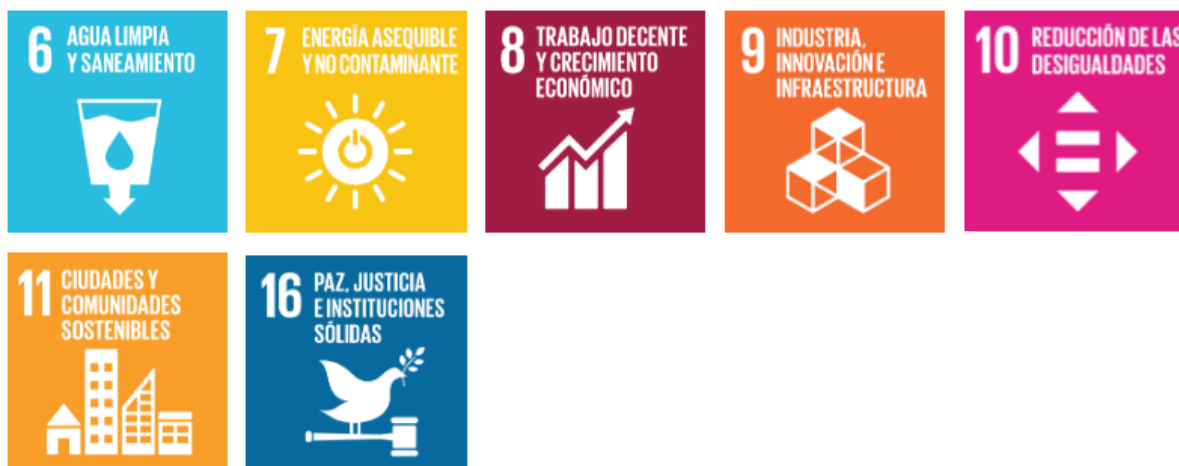 6 AGUA LIMPIA
Y SANEAMIENTO
7 ENERGÍA ASEQUIBLE
Y NO CONTAMINANTE
8 TRABAJO DECENTE
Y CRECIMIENTO
ECONÓMICO
9 INDUSTRIA,
INNOVACIÓN E
INFRAESTRUCTURA
10 REDUCCIÓN DE LAS
DESIGUALDADES
11 CIUDADES Y
COMUNIDADES
SOSTENIBLES
16 PAZ, JUSTICIA
E INSTITUCIONES
SÓLIDAS